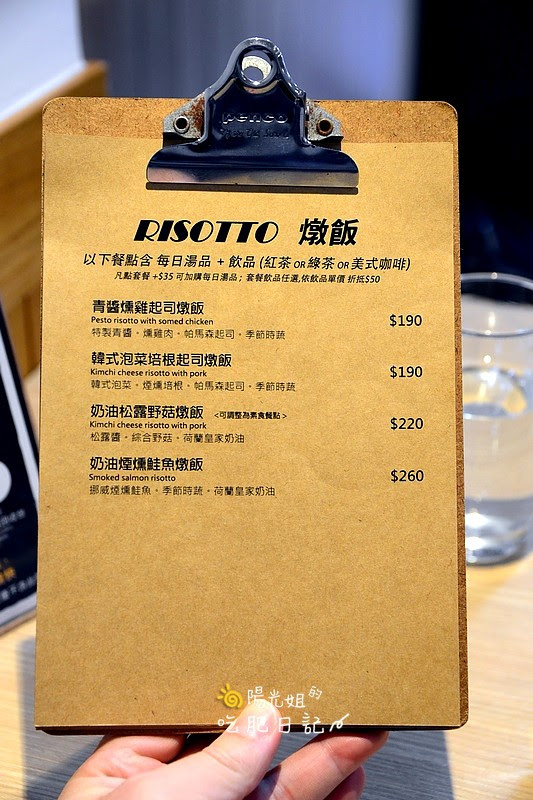 penco
RISOTTO 燉飯
以下餐點含 每日湯品 + 飲品 (紅茶 OR 綠茶 OR 美式咖啡)
凡點套餐 +$35 可加購每日湯品；套餐飲品任選,依飲品單價 折抵$50
青醬燻雞起司燉飯
Pesto risotto with somed chicken
$190
特製青醬。燻雞肉。帕馬森起司。季節時蔬
韓式泡菜培根起司燉飯
Kimchi cheese risotto with pork
$190
韓式泡菜。煙燻培根。帕馬森起司。季節時蔬
奶油松露野菇燉飯 <可調整為素食餐點>
Kimchi cheese risotto with pork
$220
松露醬。綜合野菇。荷蘭皇家奶油
奶油煙燻鮭魚燉飯
Smoked salmon risotto
$260
挪威煙燻鮭魚。季節時蔬。荷蘭皇家奶油
陽光姐的
吃肥日記